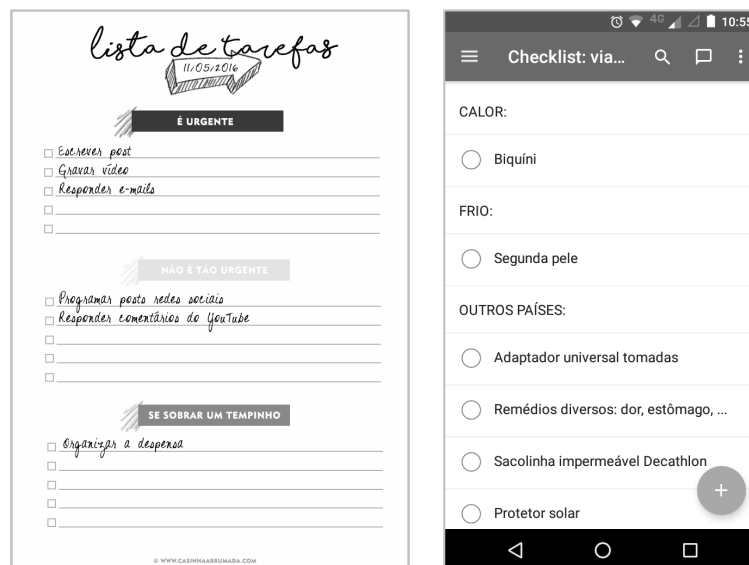 lista de tarefas
11/05/2016
É URGENTE
Escrever post
Gravar vídeo
Responder e-mails
NÃO É TÃO URGENTE
Programar posts redes sociais
Responder comentários do YouTube
SE SOBRAR UM TEMPINHO
Organizar a despensa
© WWW.CASINHAARRUMADA.COM
4G 10:55
Checklist: via...
CALOR:
Biquíni
FRIO:
Segunda pele
OUTROS PAÍSES:
Adaptador universal tomadas
Remédios diversos: dor, estômago, ...
Sacolinha impermeável Decathlon
Protetor solar